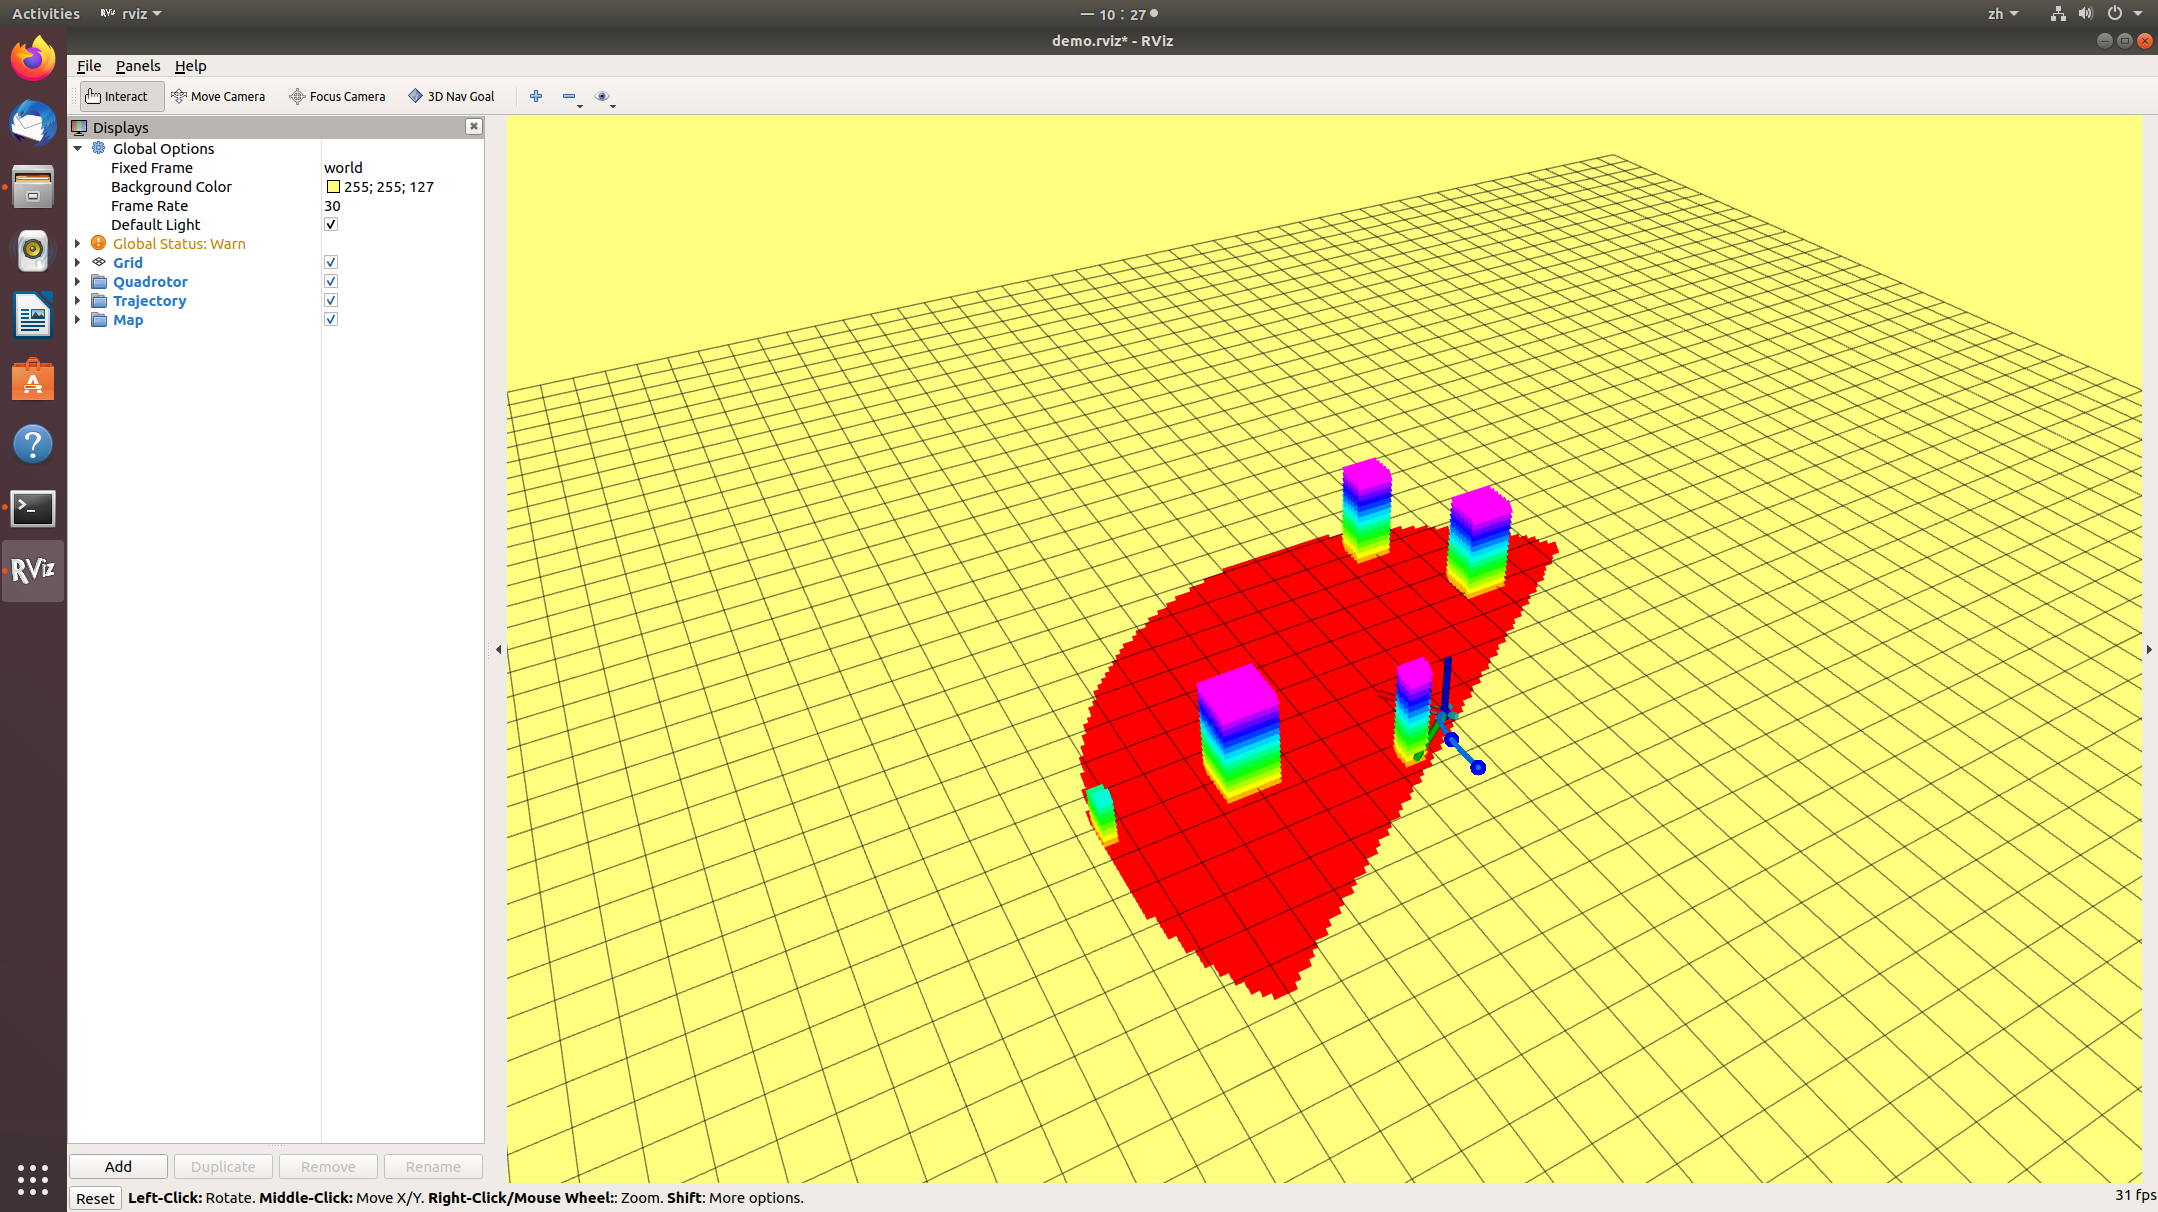 Activities RViz rviz 一 10：27 zh
demo.rviz* - RViz
File Panels Help
Interact Move Camera Focus Camera 3D Nav Goal
Displays
Global Options
Fixed Frame world
Background Color 255; 255; 127
Frame Rate 30
Default Light
Global Status: Warn
Grid
Quadrotor
Trajectory
Map
RViz
Add Duplicate Remove Rename
Reset Left-Click: Rotate. Middle-Click: Move X/Y. Right-Click/Mouse Wheel:: Zoom. Shift: More options. 31 fps